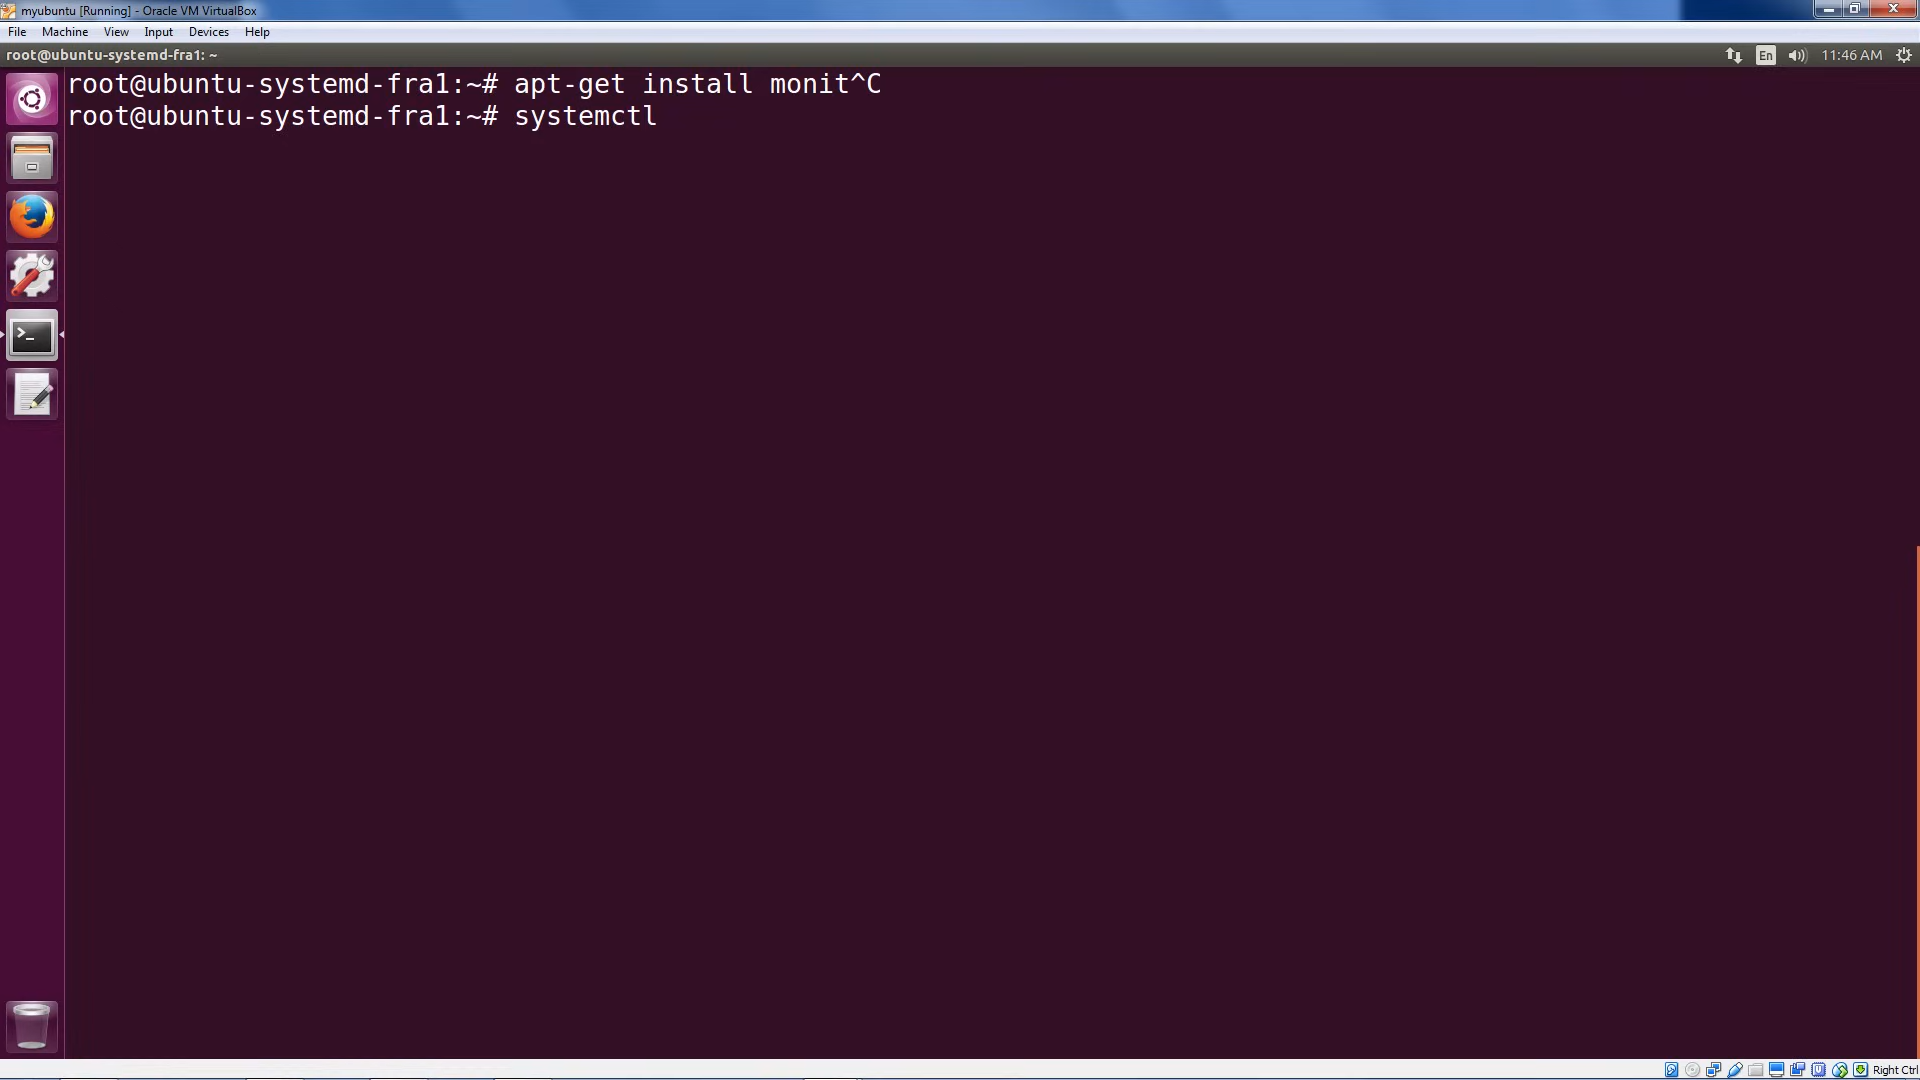 myubuntu [Running] - Oracle VM VirtualBox
File Machine View Input Devices Help
root@ubuntu-systemd-fra1: ~ En 11:46 AM
root@ubuntu-systemd-fra1:~# apt-get install monit^C
root@ubuntu-systemd-fra1:~# systemctl
Right Ctrl